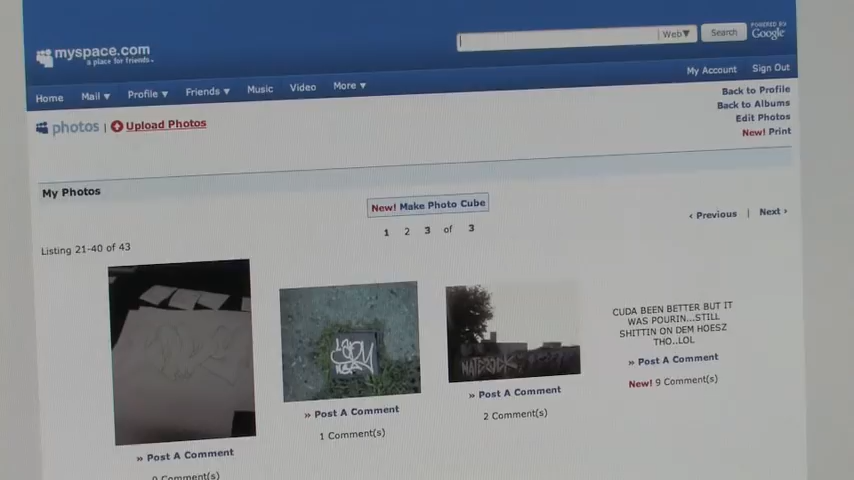 myspace.com
a place for friends.
Web▼
Search
POWERED BY
Google
Home Mail ▼ Profile ▼ Friends ▼ Music Video More ▼
My Account Sign Out
photos | Upload Photos
Back to Profile
Back to Albums
Edit Photos
New! Print
My Photos
New! Make Photo Cube
‹ Previous | Next ›
1 2 3 of 3
Listing 21-40 of 43
CUDA BEEN BETTER BUT IT
WAS POURIN...STILL
SHITTIN ON DEM HOESZ
THO..LOL
» Post A Comment
New! 9 Comment(s)
» Post A Comment
2 Comment(s)
» Post A Comment
1 Comment(s)
» Post A Comment
0 Comment(s)